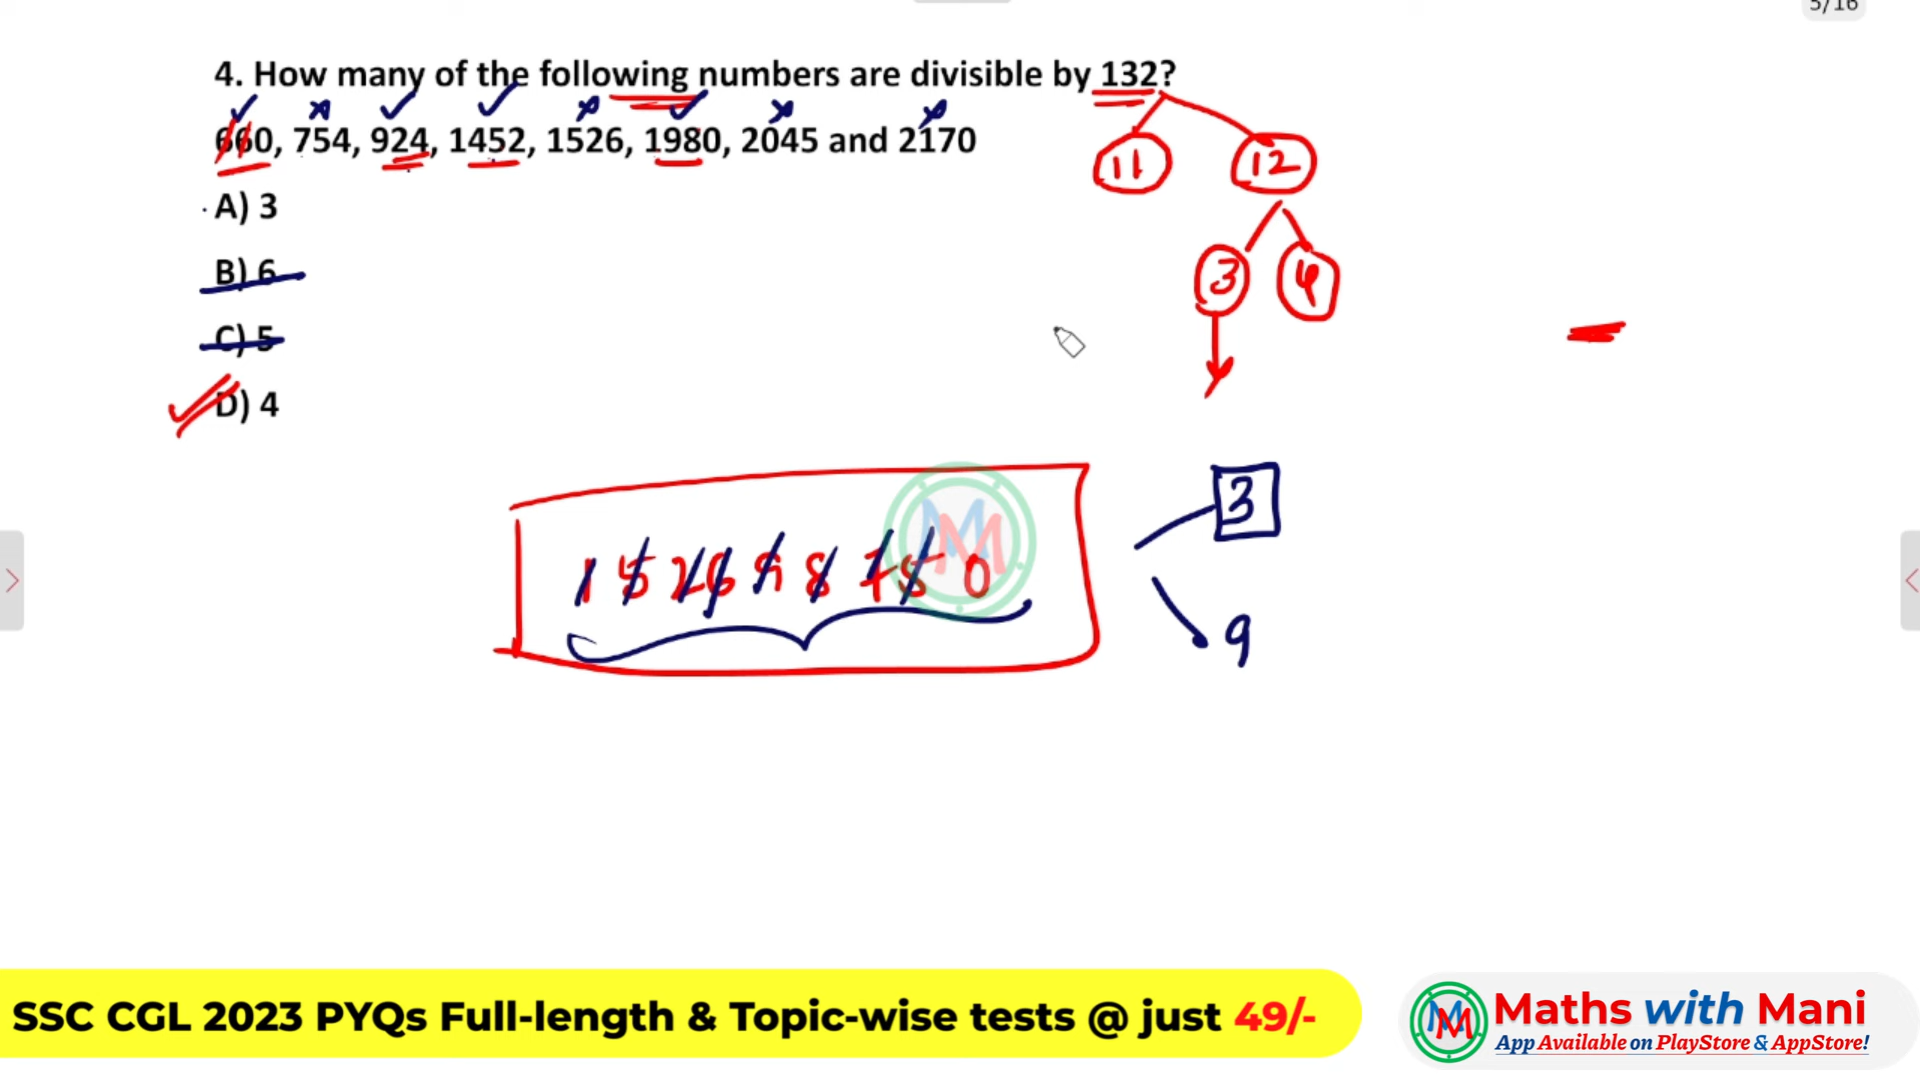 5/16
4. How many of the following numbers are divisible by 132?
660, 754, 924, 1452, 1526, 1980, 2045 and 2170
11 12
A) 3
B) 6
3 4
C) 5
D) 4
3
0
9
SSC CGL 2023 PYQs Full-length & Topic-wise tests @ just 49/-
Maths with Mani
App Available on PlayStore & AppStore!